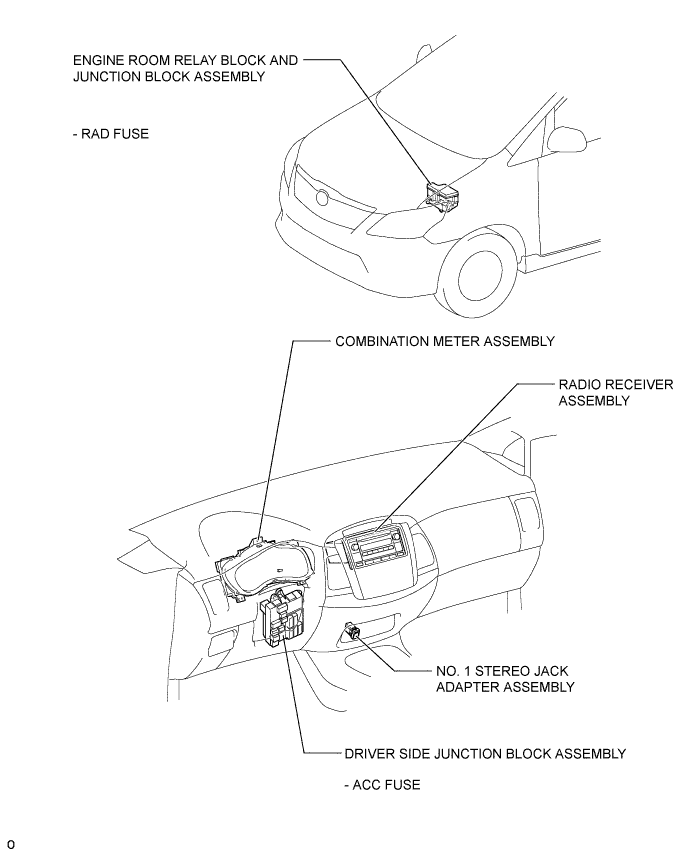 ENGINE ROOM RELAY BLOCK AND
JUNCTION BLOCK ASSEMBLY
- RAD FUSE
COMBINATION METER ASSEMBLY
RADIO RECEIVER
ASSEMBLY
NO. 1 STEREO JACK
ADAPTER ASSEMBLY
DRIVER SIDE JUNCTION BLOCK ASSEMBLY
- ACC FUSE
O